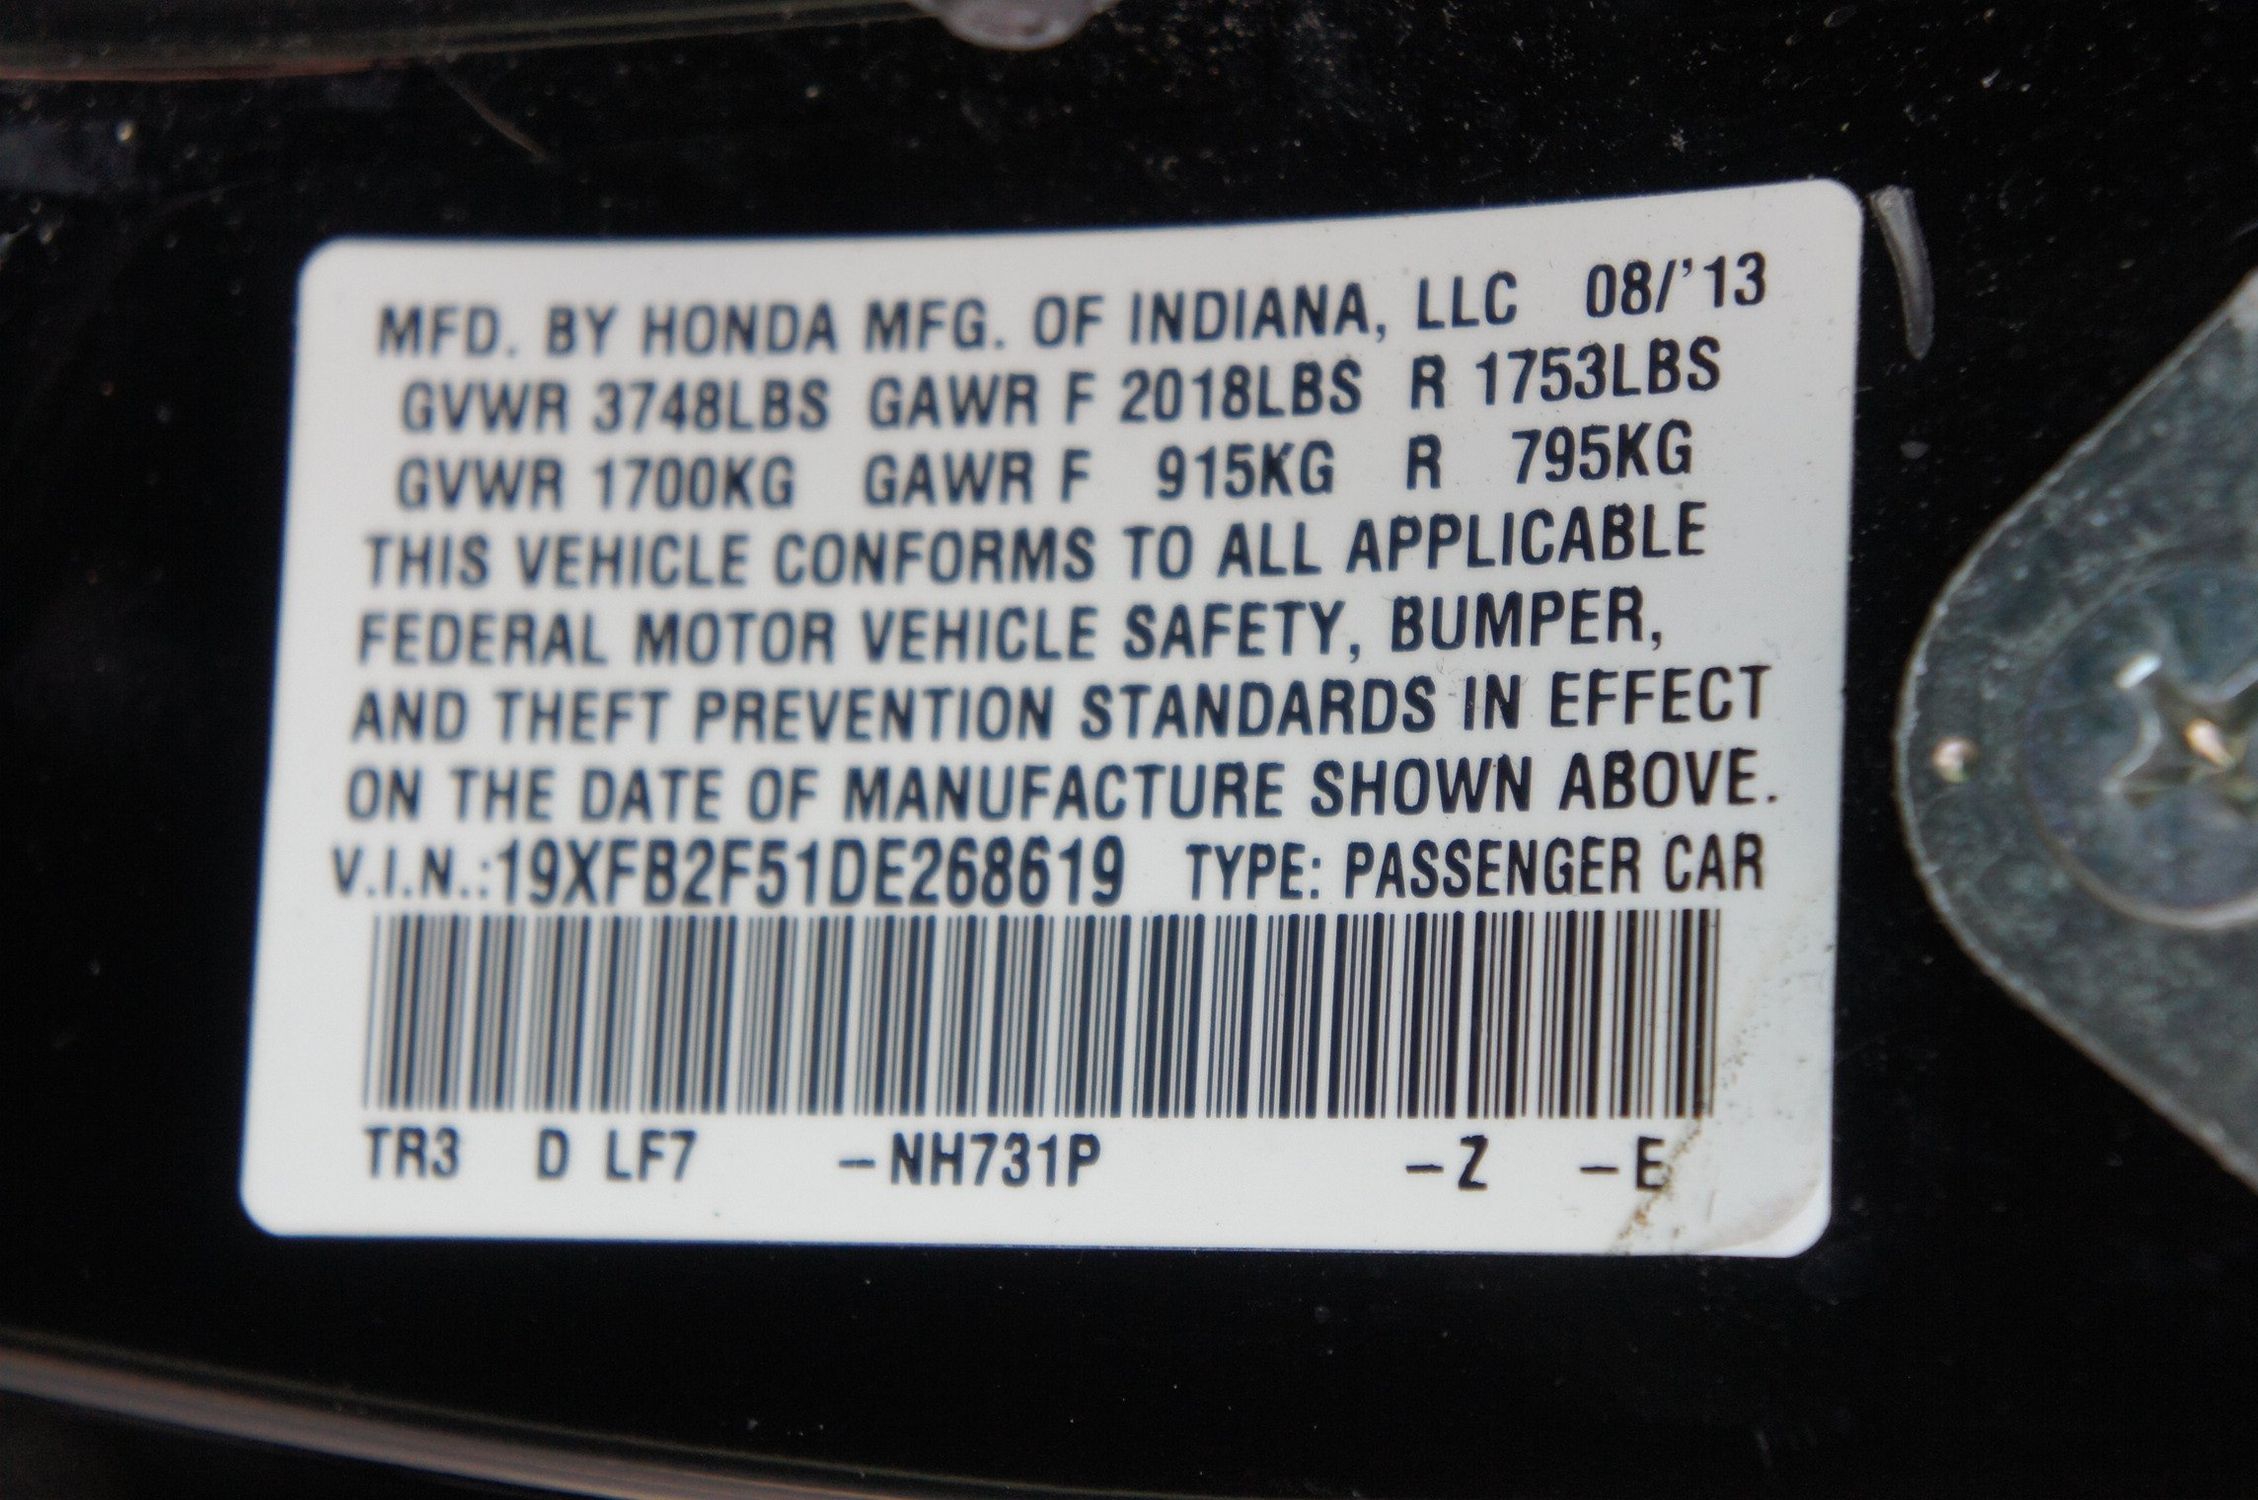 MFD. BY HONDA MFG. OF INDIANA, LLC 08/'13
GVWR 3748LBS GAWR F 2018LBS R 1753LBS
GVWR 1700KG GAWR F 915KG R 795KG
THIS VEHICLE CONFORMS TO ALL APPLICABLE
FEDERAL MOTOR VEHICLE SAFETY, BUMPER,
AND THEFT PREVENTION STANDARDS IN EFFECT
ON THE DATE OF MANUFACTURE SHOWN ABOVE.
V.I.N.:19XFB2F51DE268619 TYPE: PASSENGER CAR
TR3 D LF7 –NH731P –Z –E